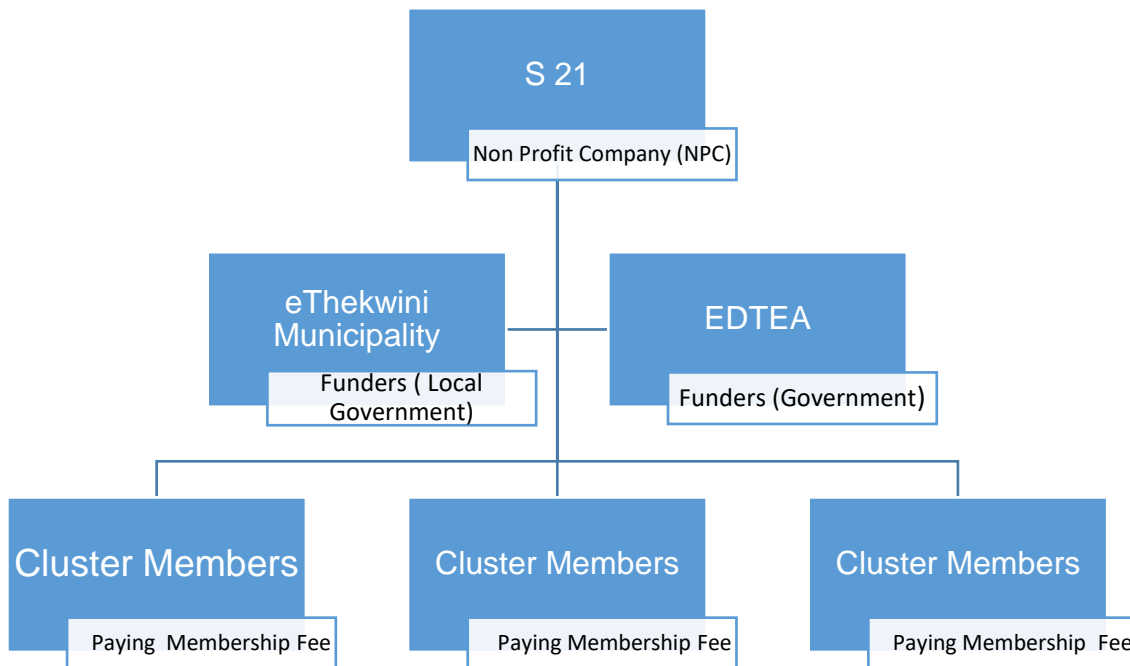 S 21
Non Profit Company (NPC)
eThekwini
Municipality
Funders ( Local
Government)
EDTEA
Funders (Government)
Cluster Members
Paying Membership Fee
Cluster Members
Paying Membership Fee
Cluster Members
Paying Membership Fee